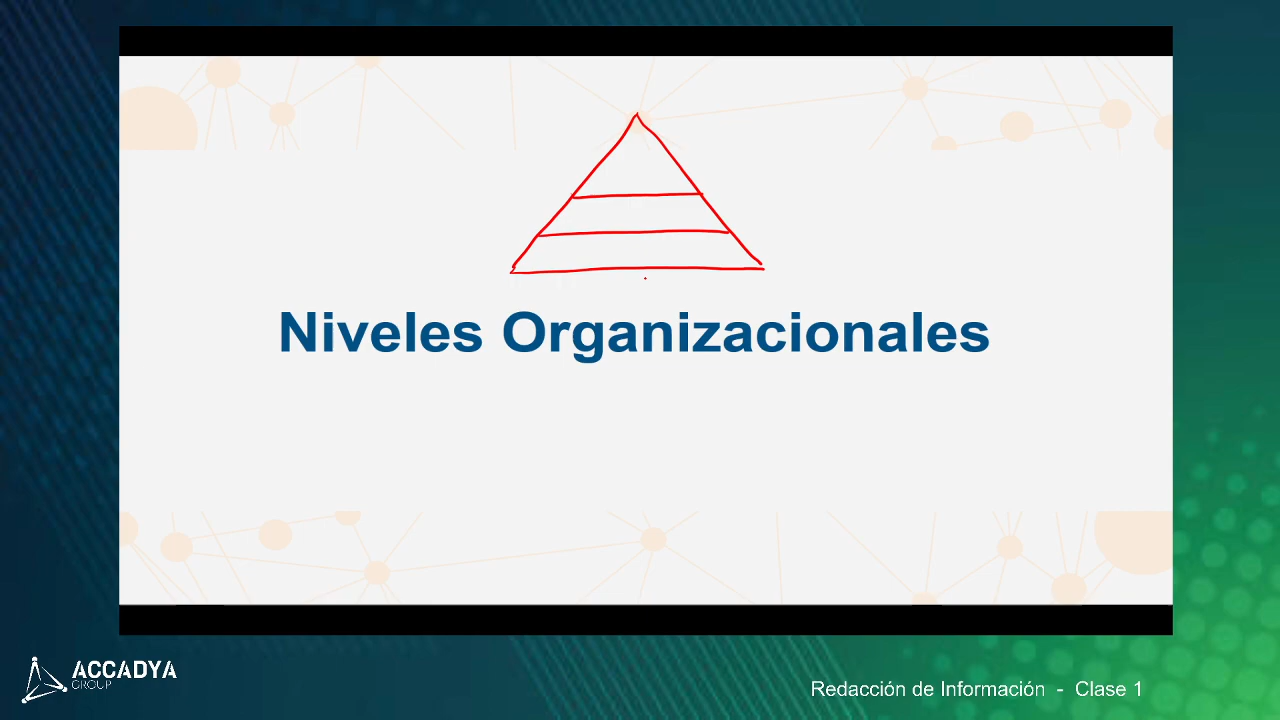 Niveles Organizacionales
ACCADYA
GROUP
Redacción de Información - Clase 1